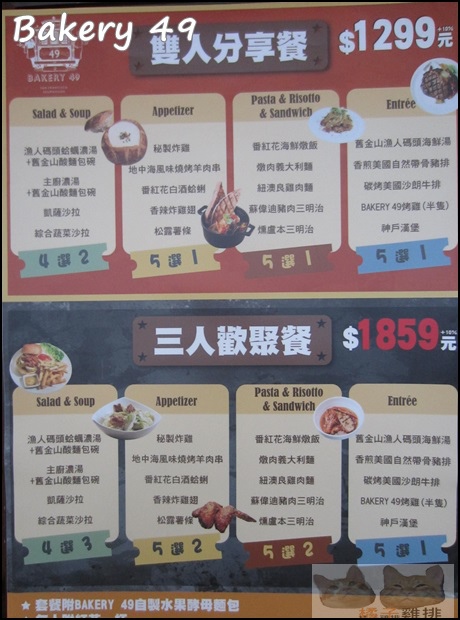 Bakery 49
49
BAKERY 49
雙人分享餐
$1299元
+10%
Salad & Soup
漁人碼頭蛤蠣濃湯
+舊金山酸麵包碗
主廚濃湯
+舊金山酸麵包碗
凱薩沙拉
綜合蔬菜沙拉
4選2
Appetizer
秘製炸雞
地中海風味燒烤羊肉串
番紅花白酒蛤蜊
香辣炸雞翅
松露薯條
5選1
Pasta & Risotto
& Sandwich
番紅花海鮮燉飯
燉肉義大利麵
紐澳良雞肉麵
蘇偉迪豬肉三明治
燻盧本三明治
5選1
Entrée
舊金山漁人碼頭海鮮湯
香煎美國自然帶骨豬排
碳烤美國沙朗牛排
BAKERY 49烤雞(半隻)
神戶漢堡
5選1
三人歡聚餐
$1859元
+10%
Salad & Soup
漁人碼頭蛤蠣濃湯
+舊金山酸麵包碗
主廚濃湯
+舊金山酸麵包碗
凱薩沙拉
綜合蔬菜沙拉
4選3
Appetizer
秘製炸雞
地中海風味燒烤羊肉串
番紅花白酒蛤蜊
香辣炸雞翅
松露薯條
5選2
Pasta & Risotto
& Sandwich
番紅花海鮮燉飯
燉肉義大利麵
紐澳良雞肉麵
蘇偉迪豬肉三明治
燻盧本三明治
5選2
Entrée
舊金山漁人碼頭海鮮湯
香煎美國自然帶骨豬排
碳烤美國沙朗牛排
BAKERY 49烤雞(半隻)
神戶漢堡
5選1
★ 套餐附BAKERY 49自製水果酵母麵包